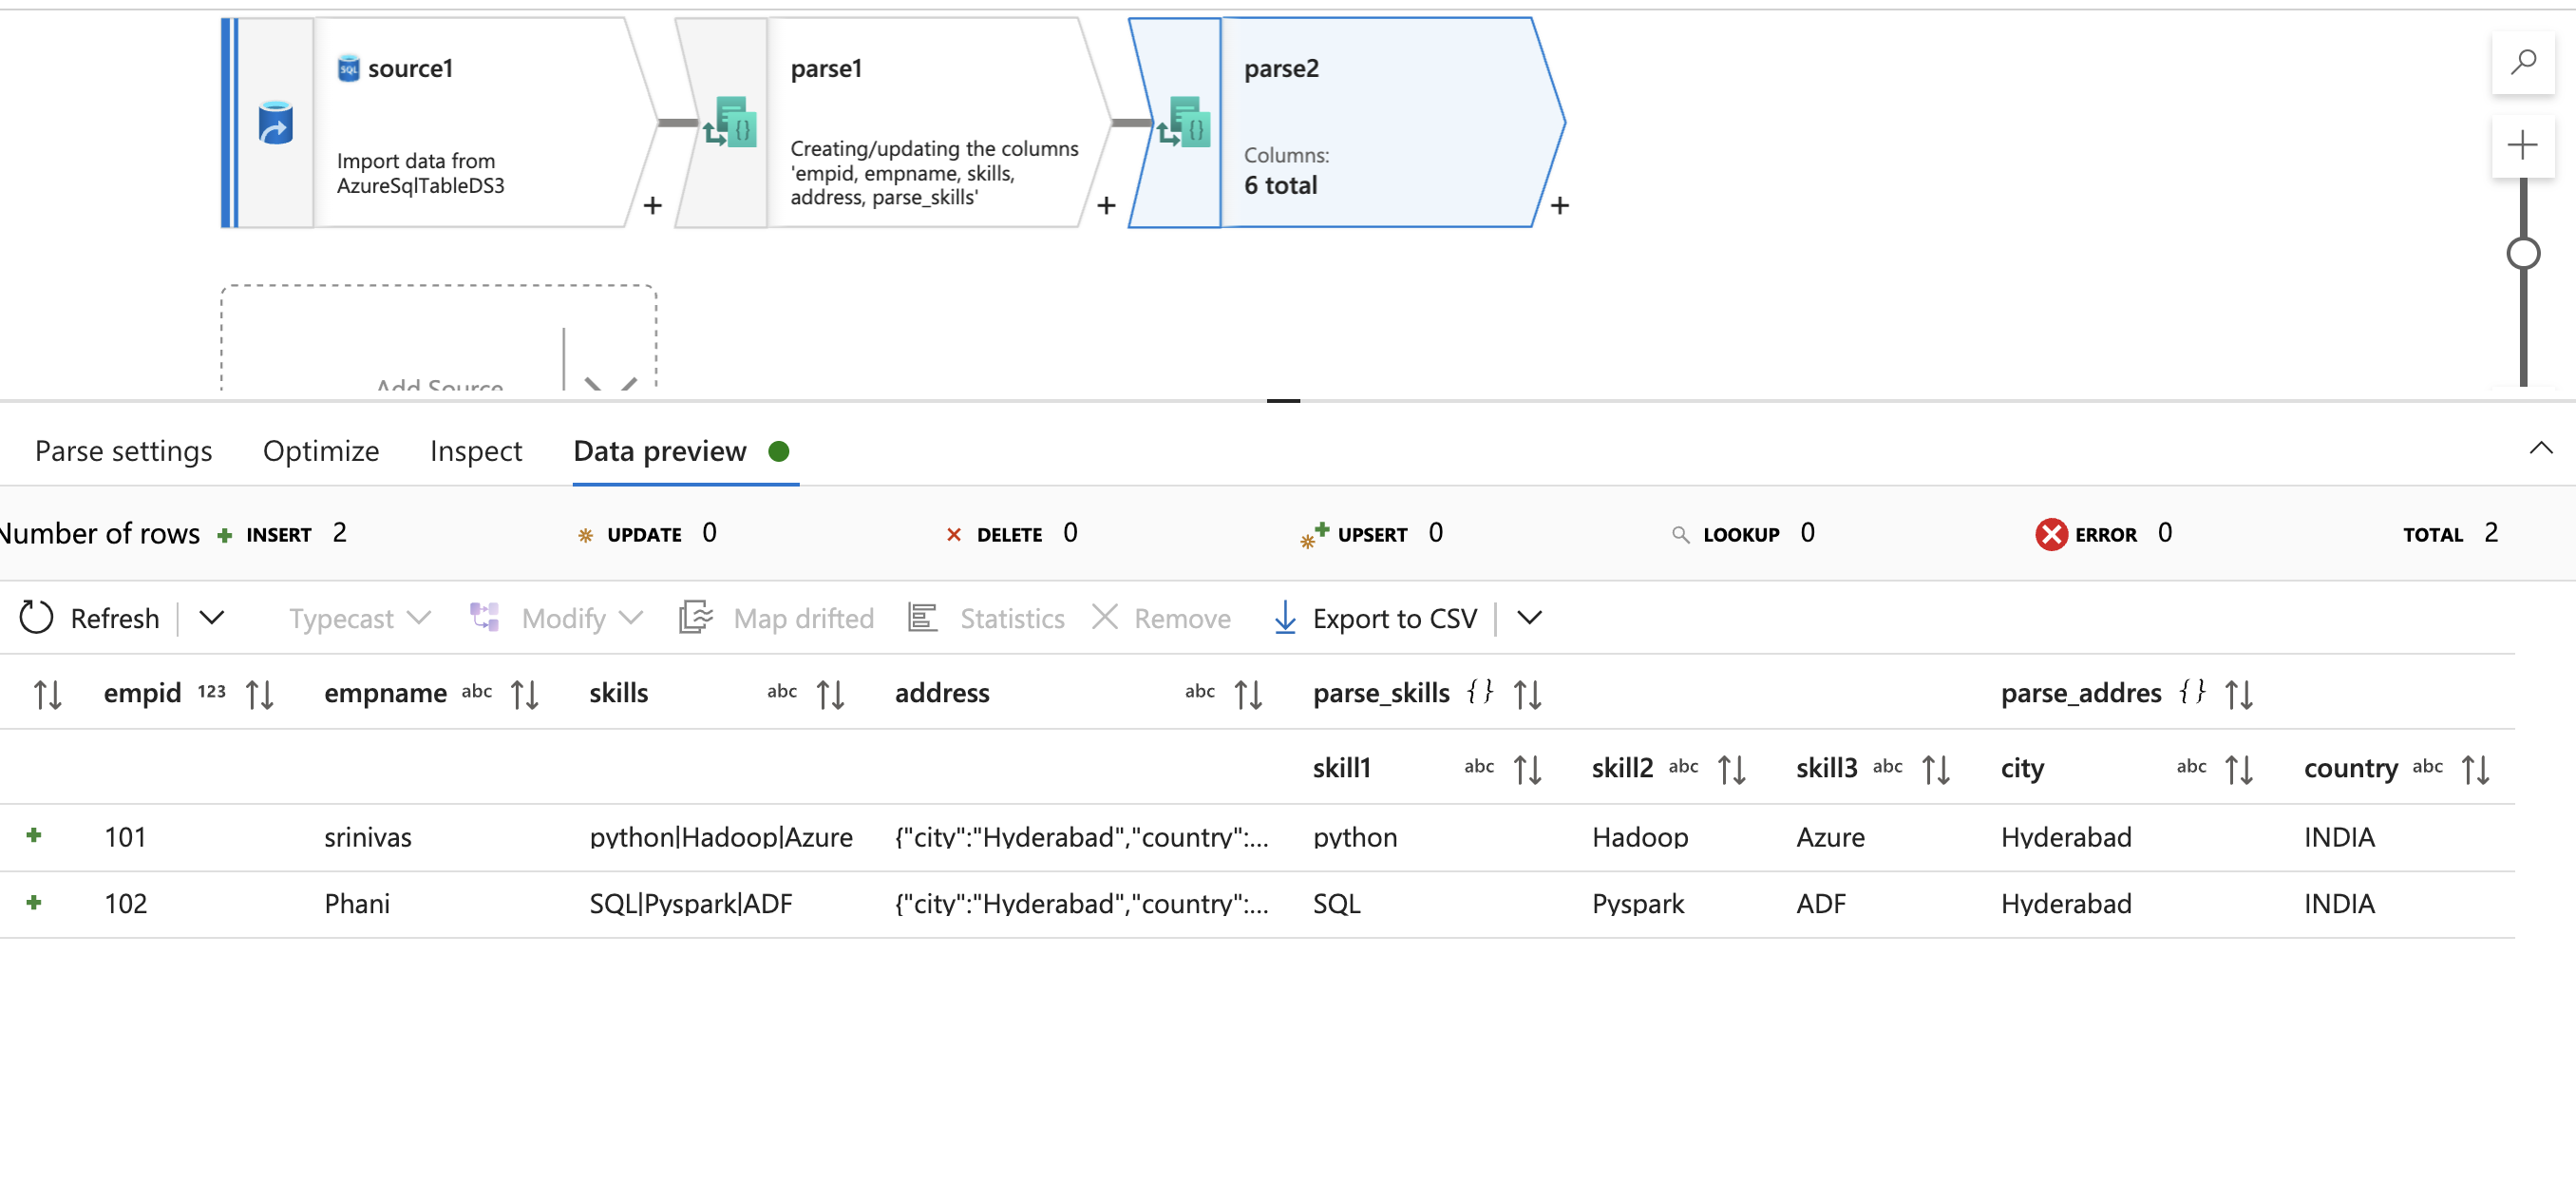 source1
SQL
Import data from
AzureSqlTableDS3
+
parse1
{}
Creating/updating the columns
'empid, empname, skills,
address, parse_skills'
+
parse2
{}
Columns:
6 total
+
Add Source
Parse settings Optimize Inspect Data preview
Number of rows INSERT 2 UPDATE 0 DELETE 0 UPSERT 0 LOOKUP 0 ERROR 0 TOTAL 2
Refresh Typecast Modify Map drifted Statistics Remove Export to CSV
empid 123 empname abc skills abc address abc parse_skills {} parse_addres {}
skill1 abc skill2 abc skill3 abc city abc country abc
101 srinivas python|Hadoop|Azure {"city":"Hyderabad","country":... python Hadoop Azure Hyderabad INDIA
102 Phani SQL|Pyspark|ADF {"city":"Hyderabad","country":... SQL Pyspark ADF Hyderabad INDIA